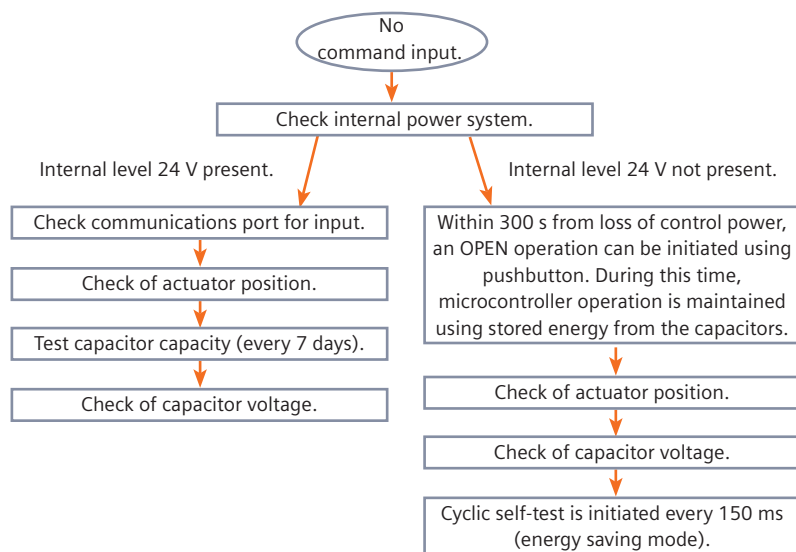 No
command input.
Check internal power system.
Internal level 24 V present.
Internal level 24 V not present.
Check communications port for input.
Check of actuator position.
Test capacitor capacity (every 7 days).
Check of capacitor voltage.
Within 300 s from loss of control power,
an OPEN operation can be initiated using
pushbutton. During this time,
microcontroller operation is maintained
using stored energy from the capacitors.
Check of actuator position.
Check of capacitor voltage.
Cyclic self-test is initiated every 150 ms
(energy saving mode).